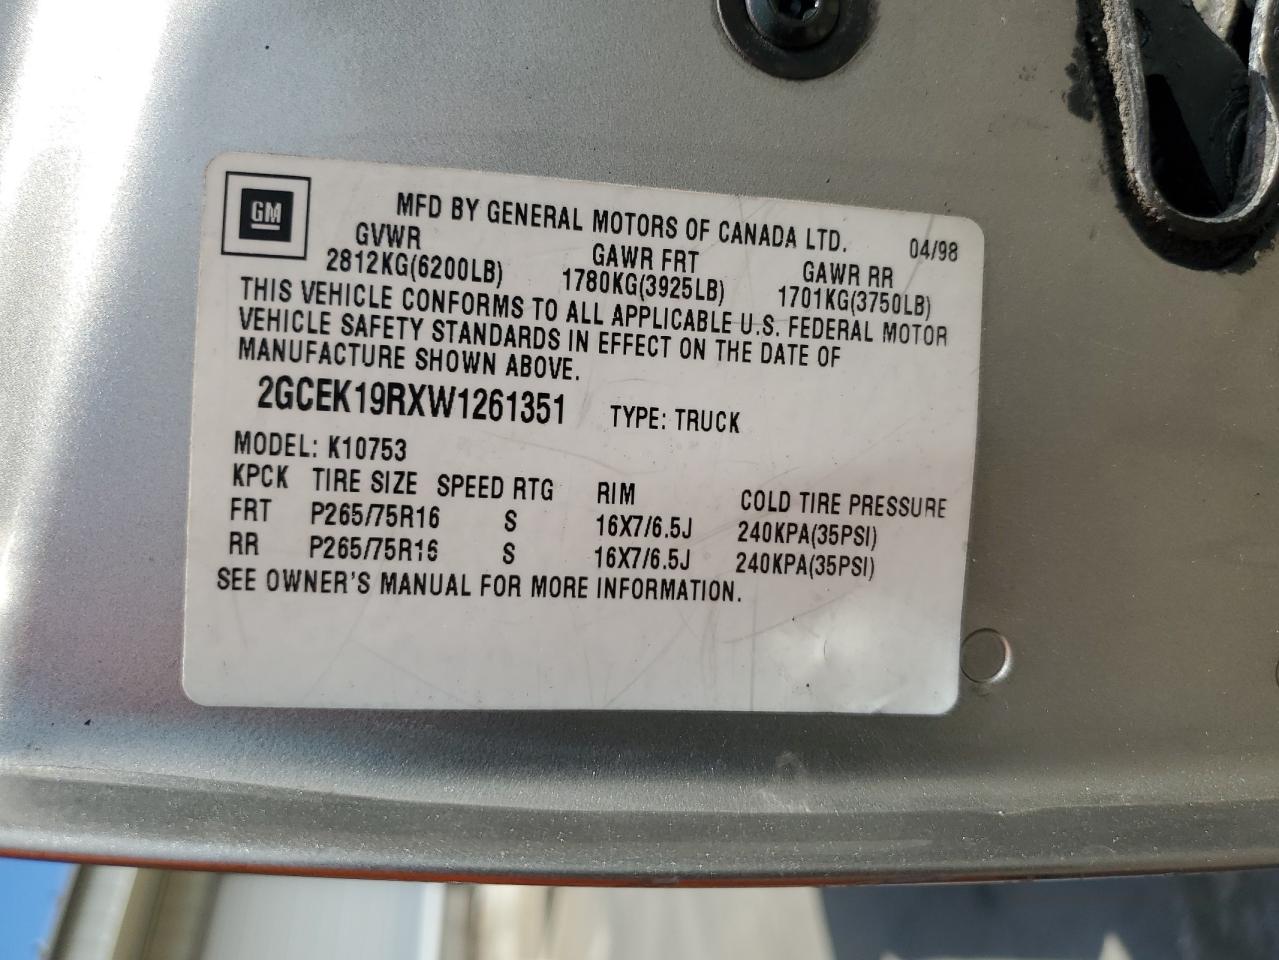 GM
MFD BY GENERAL MOTORS OF CANADA LTD. 04/98
GVWR GAWR FRT GAWR RR
2812KG(6200LB) 1780KG(3925LB) 1701KG(3750LB)
THIS VEHICLE CONFORMS TO ALL APPLICABLE U.S. FEDERAL MOTOR
VEHICLE SAFETY STANDARDS IN EFFECT ON THE DATE OF
MANUFACTURE SHOWN ABOVE.
2GCEK19RXW1261351 TYPE: TRUCK
MODEL: K10753
KPCK TIRE SIZE SPEED RTG RIM COLD TIRE PRESSURE
FRT P265/75R16 S 16X7/6.5J 240KPA(35PSI)
RR P265/75R16 S 16X7/6.5J 240KPA(35PSI)
SEE OWNER'S MANUAL FOR MORE INFORMATION.